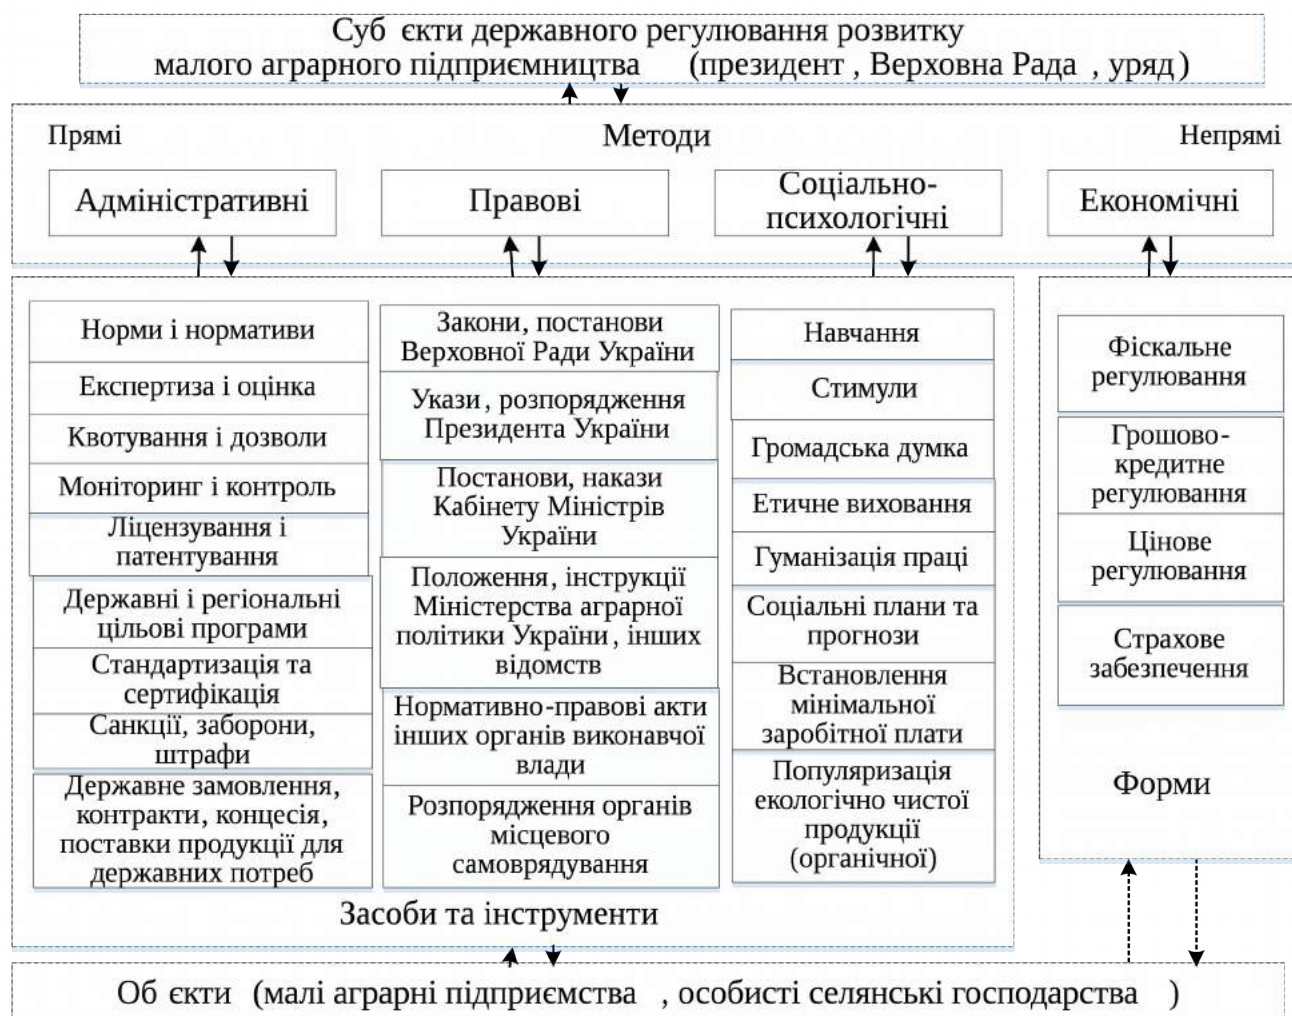 Суб єкти державного регулювання розвитку
малого аграрного підприємництва (президент , Верховна Рада , уряд)
Прямі
Методи
Непрямі
Адміністративні
Правові
Соціально-
психологічні
Економічні
Норми і нормативи
Експертиза і оцінка
Квотування і дозволи
Моніторинг і контроль
Ліцензування і
патентування
Державні і регіональні
цільові програми
Стандартизація та
сертифікація
Санкції, заборони,
штрафи
Державне замовлення,
контракти, концесія,
поставки продукції для
державних потреб
Закони, постанови
Верховної Ради України
Укази, розпорядження
Президента України
Постанови, накази
Кабінету Міністрів
України
Положення, інструкції
Міністерства аграрної
політики України, інших
відомств
Нормативно-правові акти
інших органів виконавчої
влади
Розпорядження органів
місцевого
самоврядування
Навчання
Стимули
Громадська думка
Етичне виховання
Гуманізація праці
Соціальні плани та
прогнози
Встановлення
мінімальної
заробітної плати
Популяризація
екологічно чистої
продукції
(органічної)
Засоби та інструменти
Фіскальне
регулювання
Грошово-
кредитне
регулювання
Цінове
регулювання
Страхове
забезпечення
Форми
Об єкти (малі аграрні підприємства , особисті селянські господарства )